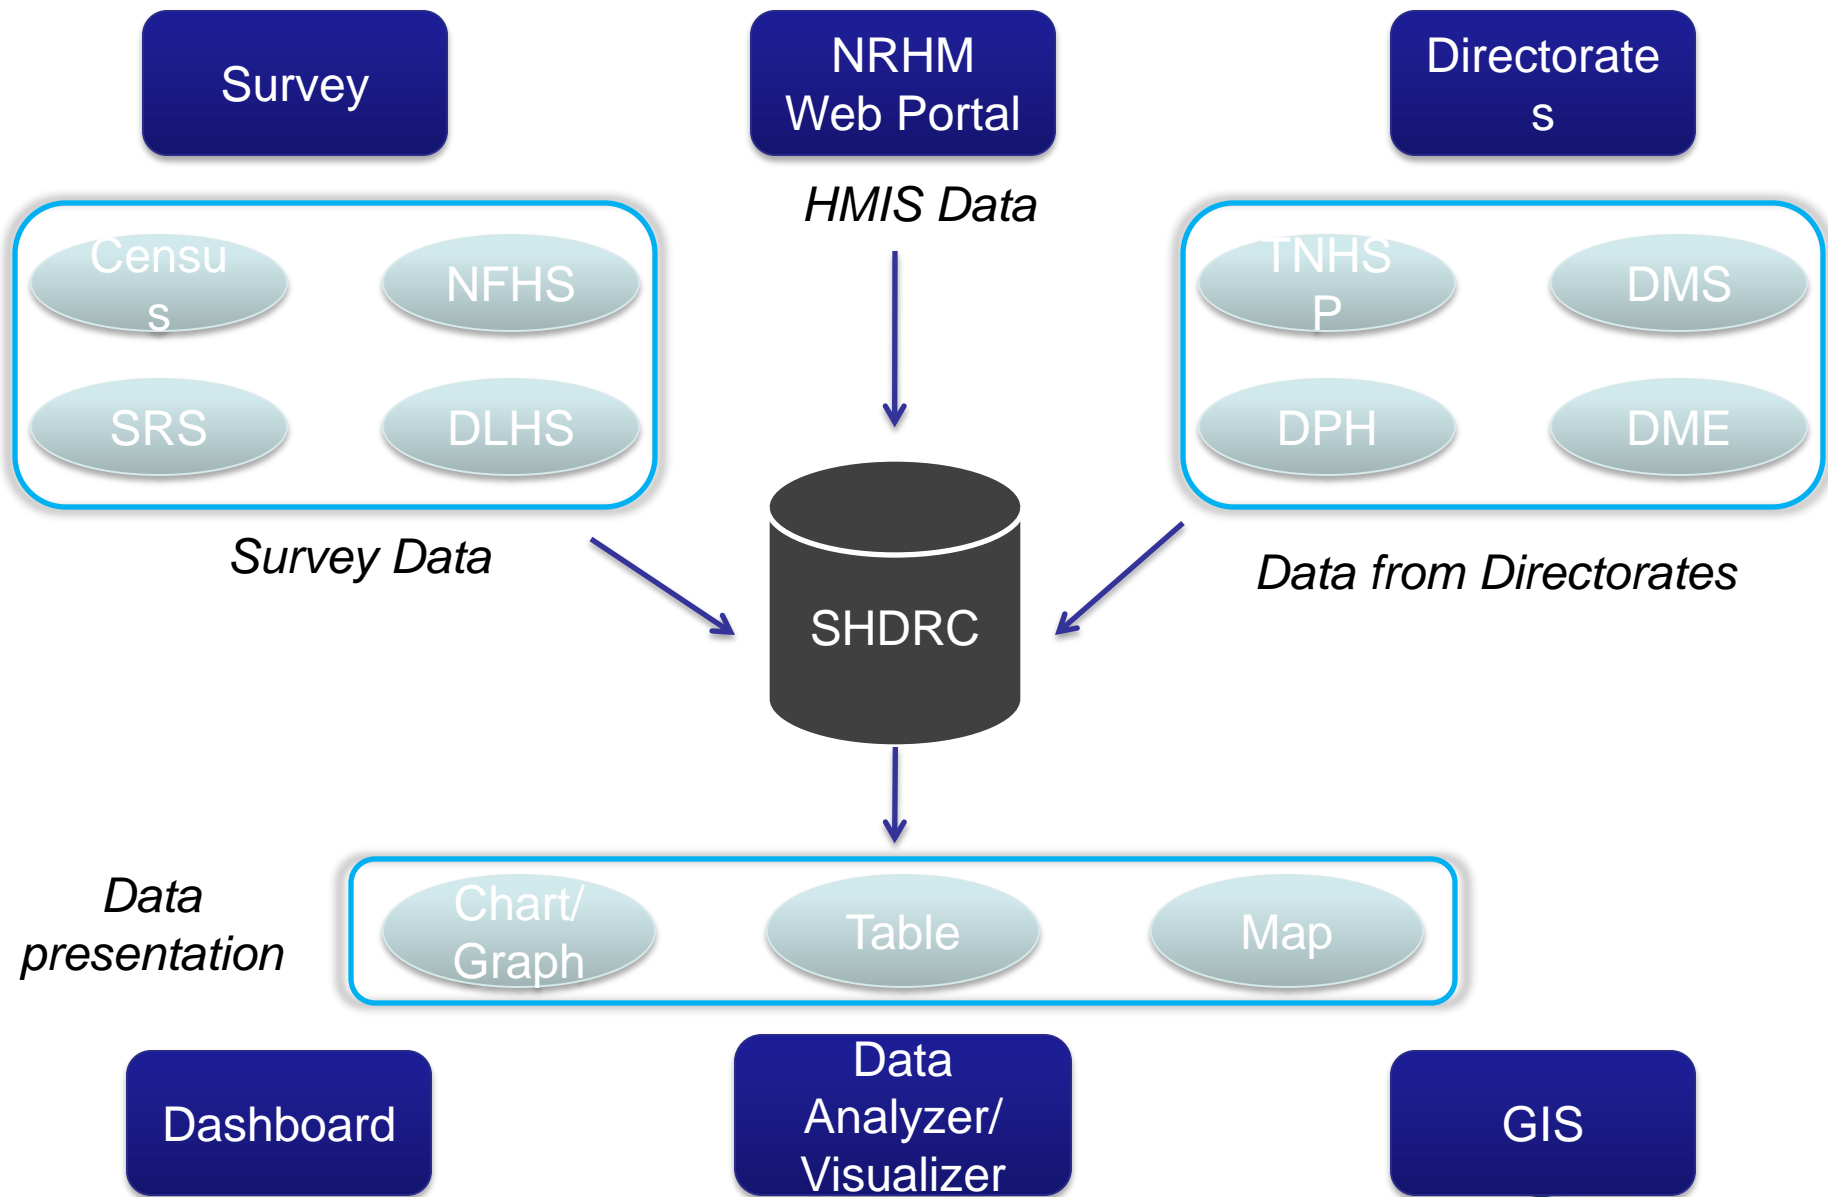 Survey
NRHM
Web Portal
Directorate
s
HMIS Data
Censu
s
NFHS
SRS
DLHS
TNHS
P
DMS
DPH
DME
Survey Data
Data from Directorates
SHDRC
Data
presentation
Chart/
Graph
Table
Map
Dashboard
Data
Analyzer/
Visualizer
GIS